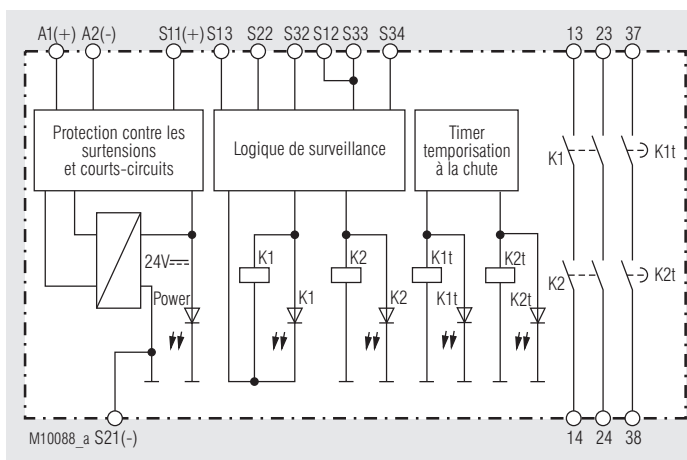 A1(+) A2(-) S11(+) S13 S22 S32 S12 S33 S34 13 23 37
Protection contre les
surtensions
et courts-circuits
Logique de surveillance
Timer
temporisation
à la chute
K1
K1t
24V
K1
K2
K1t
K2t
K2
K2t
Power
K1
K2
K1t
K2t
M10088_a S21(-)
14 24 38